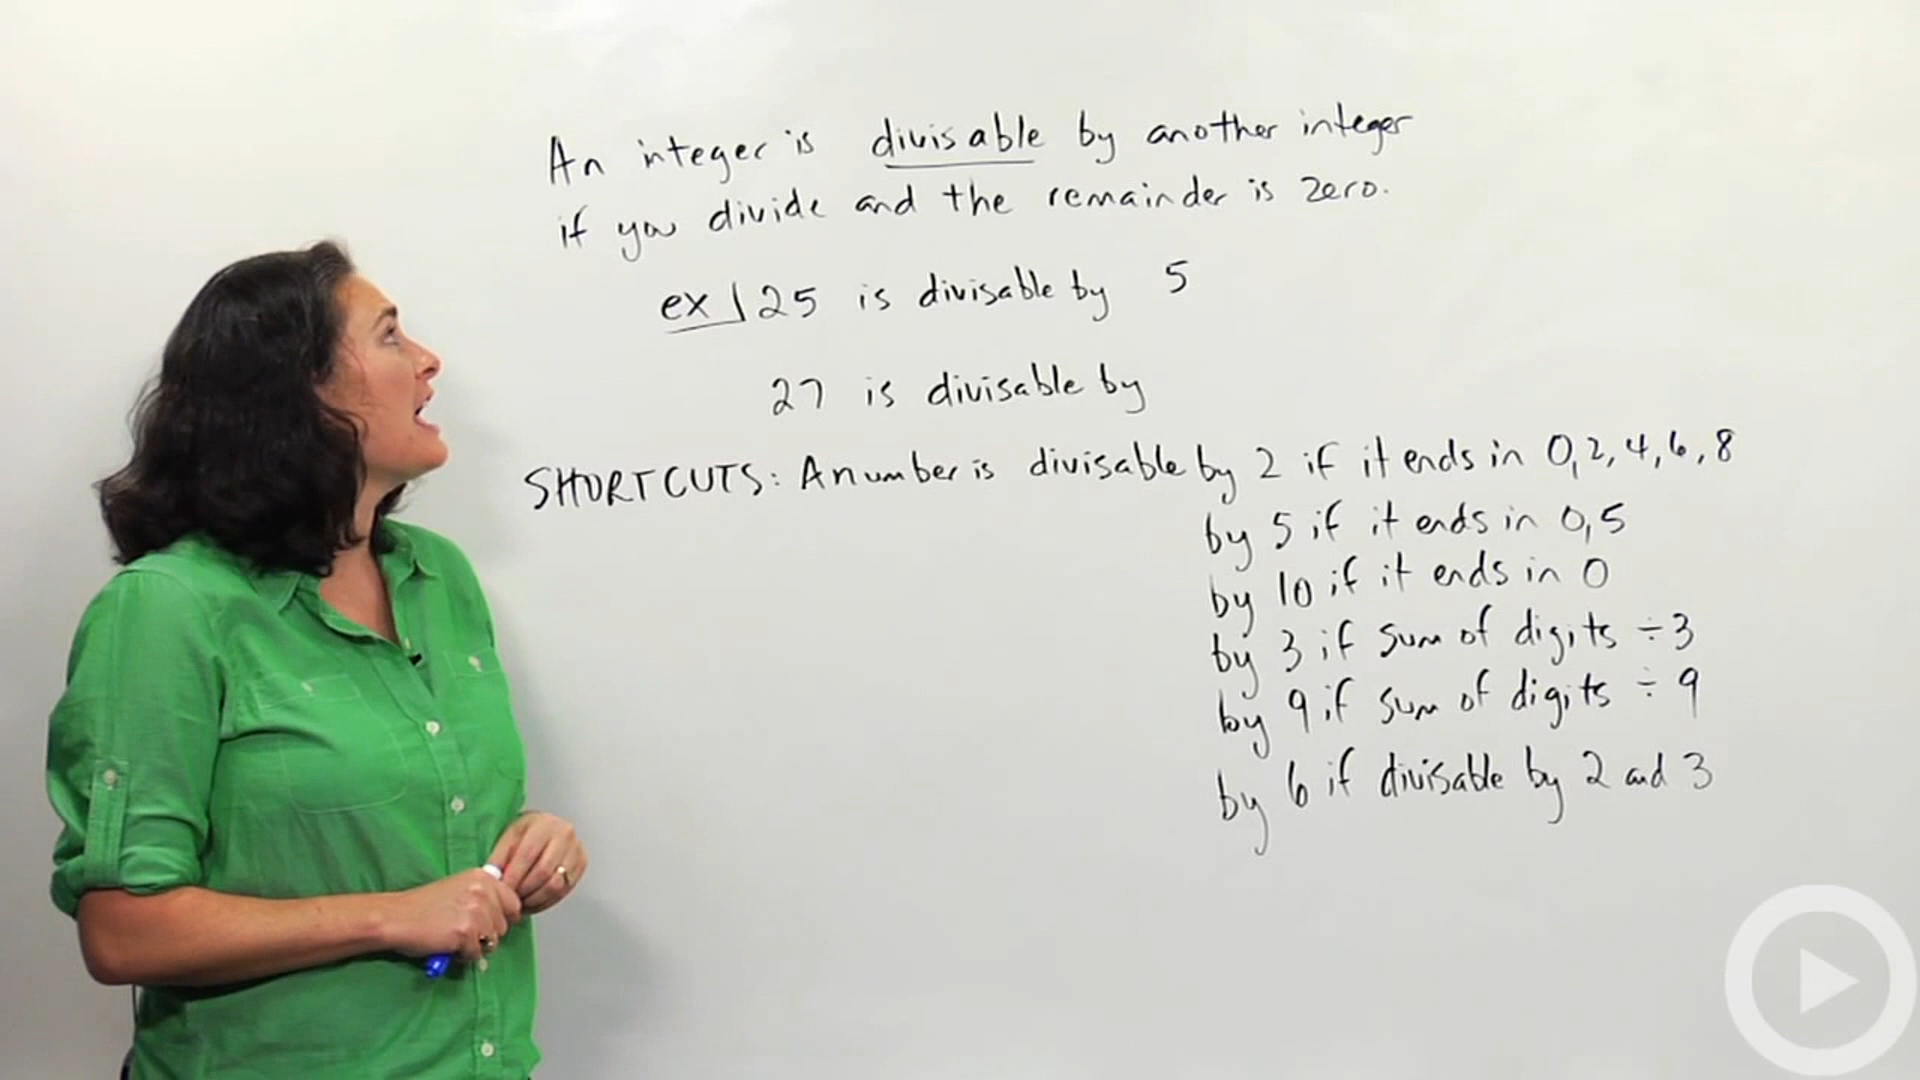 An integer is divisable by another integer
if you divide and the remainder is zero.
ex 25 is divisable by 5
27 is divisable by
SHORTCUTS: A number is divisable by 2 if it ends in 0,2,4,6,8
by 5 if it ends in 0,5
by 10 if it ends in 0
by 3 if sum of digits ÷3
by 9 if sum of digits ÷ 9
by 6 if divisable by 2 and 3